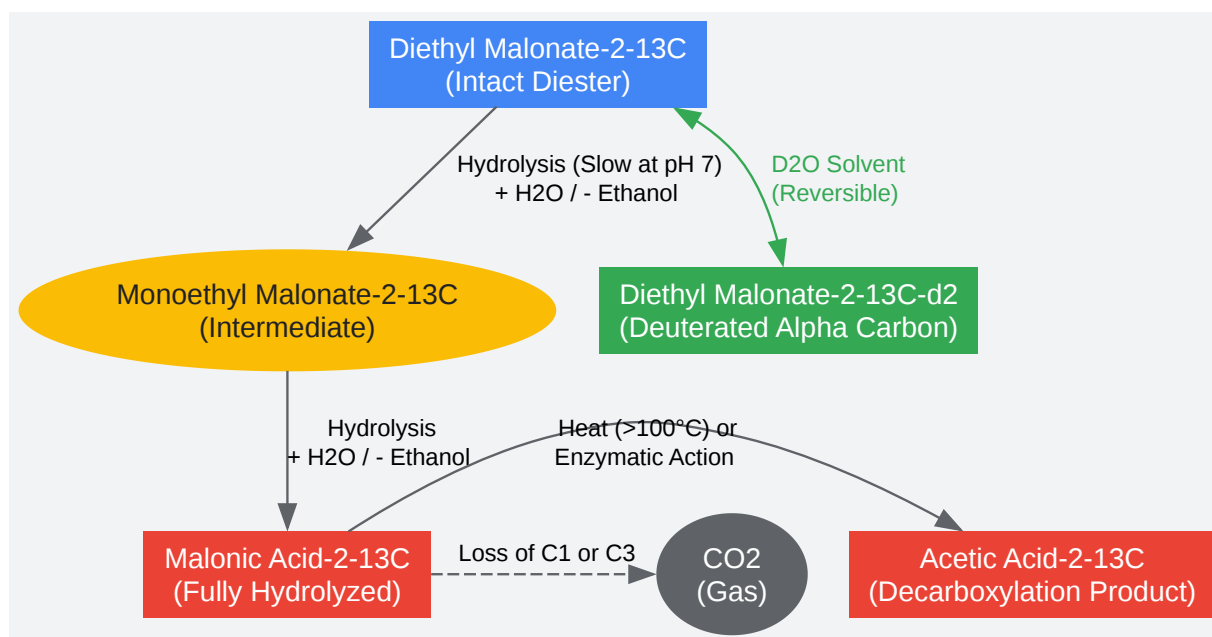 Diethyl Malonate-2-13C
(Intact Diester)
Hydrolysis (Slow at pH 7)
+ H2O / - Ethanol
D2O Solvent
(Reversible)
Monoethyl Malonate-2-13C
(Intermediate)
Diethyl Malonate-2-13C-d2
(Deuterated Alpha Carbon)
Hydrolysis
+ H2O / - Ethanol
Heat (>100°C) or
Enzymatic Action
Malonic Acid-2-13C
(Fully Hydrolyzed)
Loss of C1 or C3
CO2
(Gas)
Acetic Acid-2-13C
(Decarboxylation Product)